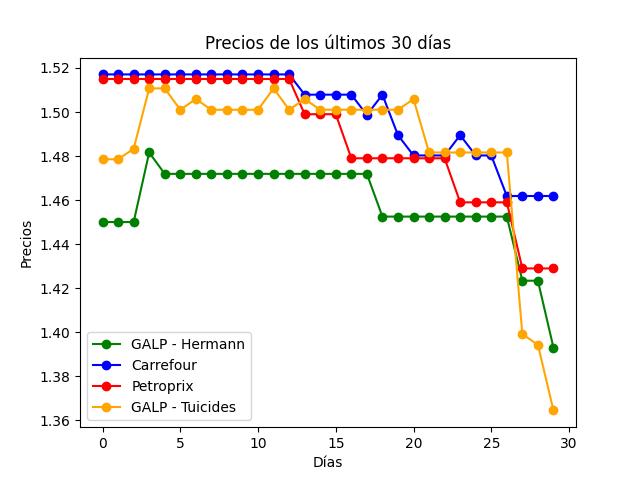 Precios de los últimos 30 días
1.52
1.50
1.48
1.46
1.44
1.42
1.40
1.38
1.36
Precios
GALP - Hermann
Carrefour
Petroprix
GALP - Tuicides
0 5 10 15 20 25 30
Días